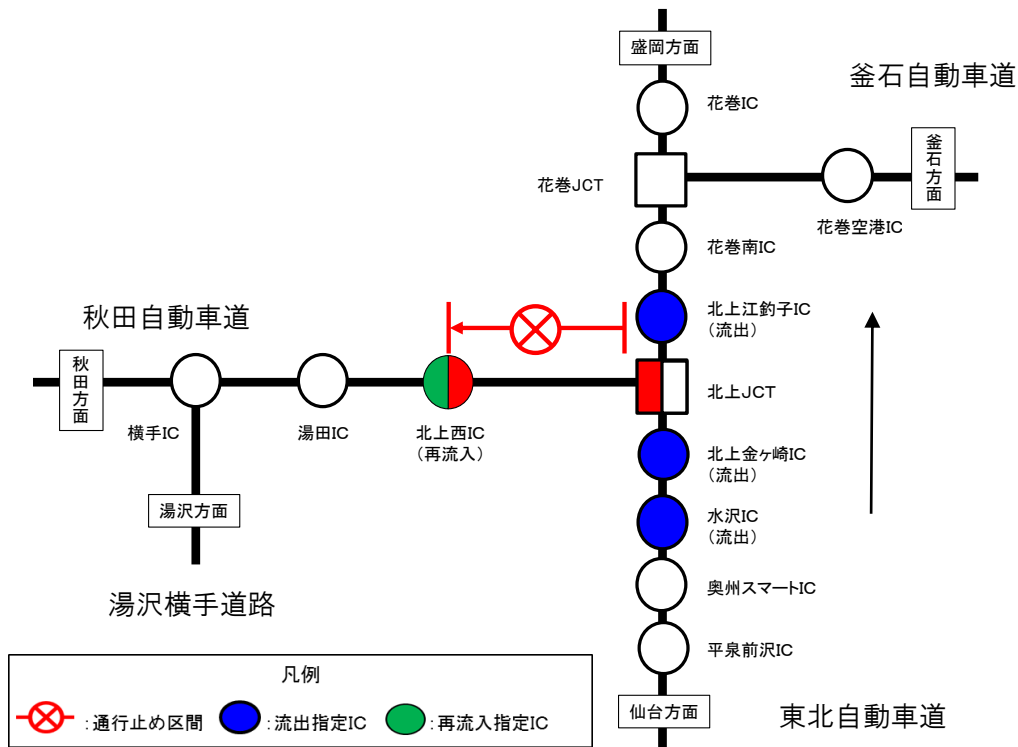 盛岡方面
釜石自動車道
花巻IC
釜石方面
花巻JCT
花巻空港IC
花巻南IC
秋田自動車道
北上江釣子IC
(流出)
秋田方面
北上JCT
横手IC
湯田IC
北上西IC
(再流入)
北上金ヶ崎IC
(流出)
湯沢方面
水沢IC
(流出)
奥州スマートIC
湯沢横手道路
平泉前沢IC
凡例
:通行止め区間
:流出指定IC
:再流入指定IC
仙台方面
東北自動車道